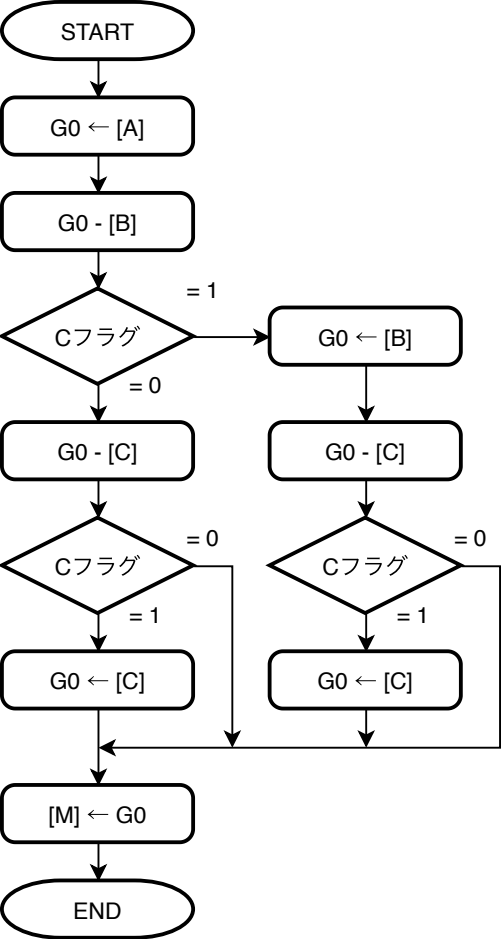 START
G0 ← [A]
G0 - [B]
Cフラグ
= 1
= 0
G0 ← [B]
G0 - [C]
Cフラグ
= 0
= 1
G0 ← [C]
G0 - [C]
Cフラグ
= 0
= 1
G0 ← [C]
[M] ← G0
END